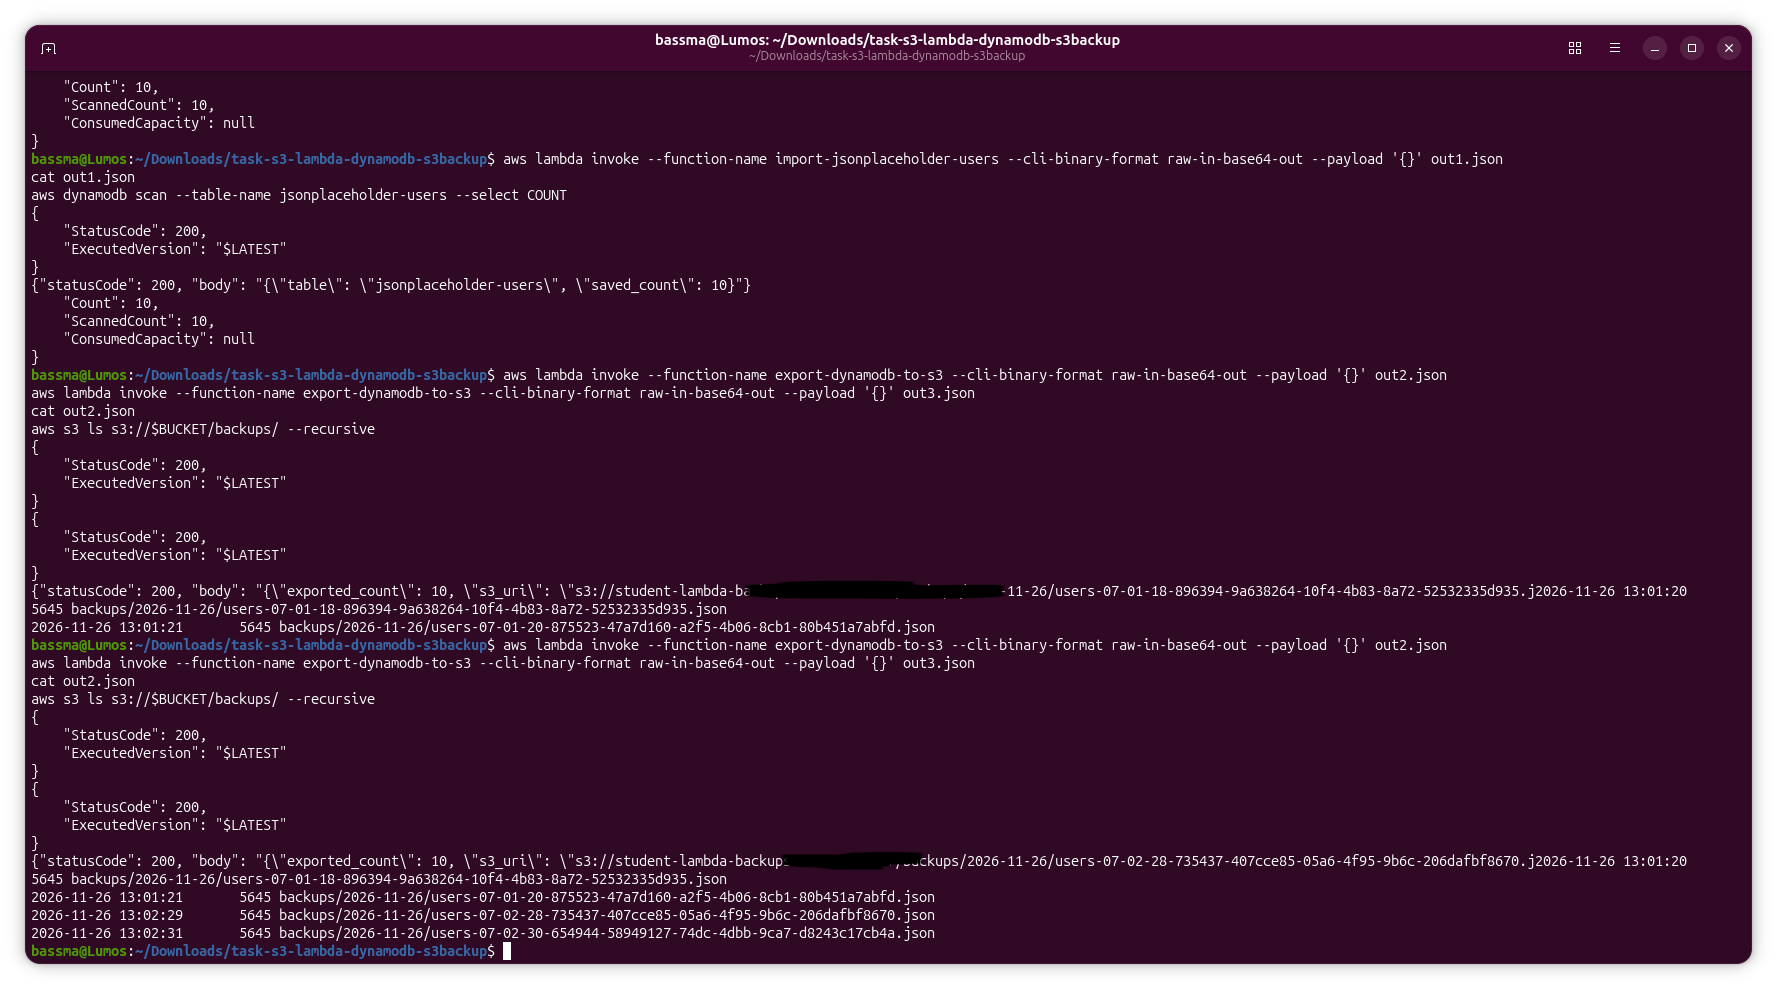 bassma@Lumos: ~/Downloads/task-s3-lambda-dynamodb-s3backup
~/Downloads/task-s3-lambda-dynamodb-s3backup
    "Count": 10,
    "ScannedCount": 10,
    "ConsumedCapacity": null
}
bassma@Lumos:~/Downloads/task-s3-lambda-dynamodb-s3backup$ aws lambda invoke --function-name import-jsonplaceholder-users --cli-binary-format raw-in-base64-out --payload '{}' out1.json
cat out1.json
aws dynamodb scan --table-name jsonplaceholder-users --select COUNT
{
    "StatusCode": 200,
    "ExecutedVersion": "$LATEST"
}
{"statusCode": 200, "body": "{\"table\": \"jsonplaceholder-users\", \"saved_count\": 10}"}
    "Count": 10,
    "ScannedCount": 10,
    "ConsumedCapacity": null
}
bassma@Lumos:~/Downloads/task-s3-lambda-dynamodb-s3backup$ aws lambda invoke --function-name export-dynamodb-to-s3 --cli-binary-format raw-in-base64-out --payload '{}' out2.json
aws lambda invoke --function-name export-dynamodb-to-s3 --cli-binary-format raw-in-base64-out --payload '{}' out3.json
cat out2.json
aws s3 ls s3://$BUCKET/backups/ --recursive
{
    "StatusCode": 200,
    "ExecutedVersion": "$LATEST"
}
{
    "StatusCode": 200,
    "ExecutedVersion": "$LATEST"
}
{"statusCode": 200, "body": "{\"exported_count\": 10, \"s3_uri\": \"s3://student-lambda-ba -11-26/users-07-01-18-896394-9a638264-10f4-4b83-8a72-52532335d935.j2026-11-26 13:01:20
5645 backups/2026-11-26/users-07-01-18-896394-9a638264-10f4-4b83-8a72-52532335d935.json
2026-11-26 13:01:21       5645 backups/2026-11-26/users-07-01-20-875523-47a7d160-a2f5-4b06-8cb1-80b451a7abfd.json
bassma@Lumos:~/Downloads/task-s3-lambda-dynamodb-s3backup$ aws lambda invoke --function-name export-dynamodb-to-s3 --cli-binary-format raw-in-base64-out --payload '{}' out2.json
aws lambda invoke --function-name export-dynamodb-to-s3 --cli-binary-format raw-in-base64-out --payload '{}' out3.json
cat out2.json
aws s3 ls s3://$BUCKET/backups/ --recursive
{
    "StatusCode": 200,
    "ExecutedVersion": "$LATEST"
}
{
    "StatusCode": 200,
    "ExecutedVersion": "$LATEST"
}
{"statusCode": 200, "body": "{\"exported_count\": 10, \"s3_uri\": \"s3://student-lambda-backup /backups/2026-11-26/users-07-02-28-735437-407cce85-05a6-4f95-9b6c-206dafbf8670.j2026-11-26 13:01:20
5645 backups/2026-11-26/users-07-01-18-896394-9a638264-10f4-4b83-8a72-52532335d935.json
2026-11-26 13:01:21       5645 backups/2026-11-26/users-07-01-20-875523-47a7d160-a2f5-4b06-8cb1-80b451a7abfd.json
2026-11-26 13:02:29       5645 backups/2026-11-26/users-07-02-28-735437-407cce85-05a6-4f95-9b6c-206dafbf8670.json
2026-11-26 13:02:31       5645 backups/2026-11-26/users-07-02-30-654944-58949127-74dc-4dbb-9ca7-d8243c17cb4a.json
bassma@Lumos:~/Downloads/task-s3-lambda-dynamodb-s3backup$